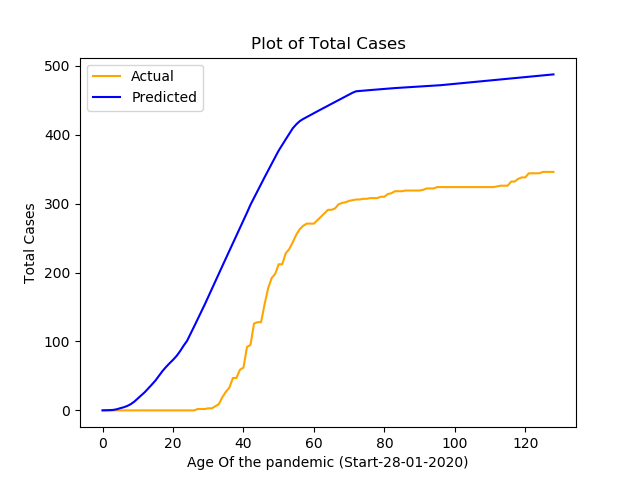 Plot of Total Cases
Actual
Predicted
500
400
300
200
100
0
Total Cases
0 20 40 60 80 100 120
Age Of the pandemic (Start-28-01-2020)